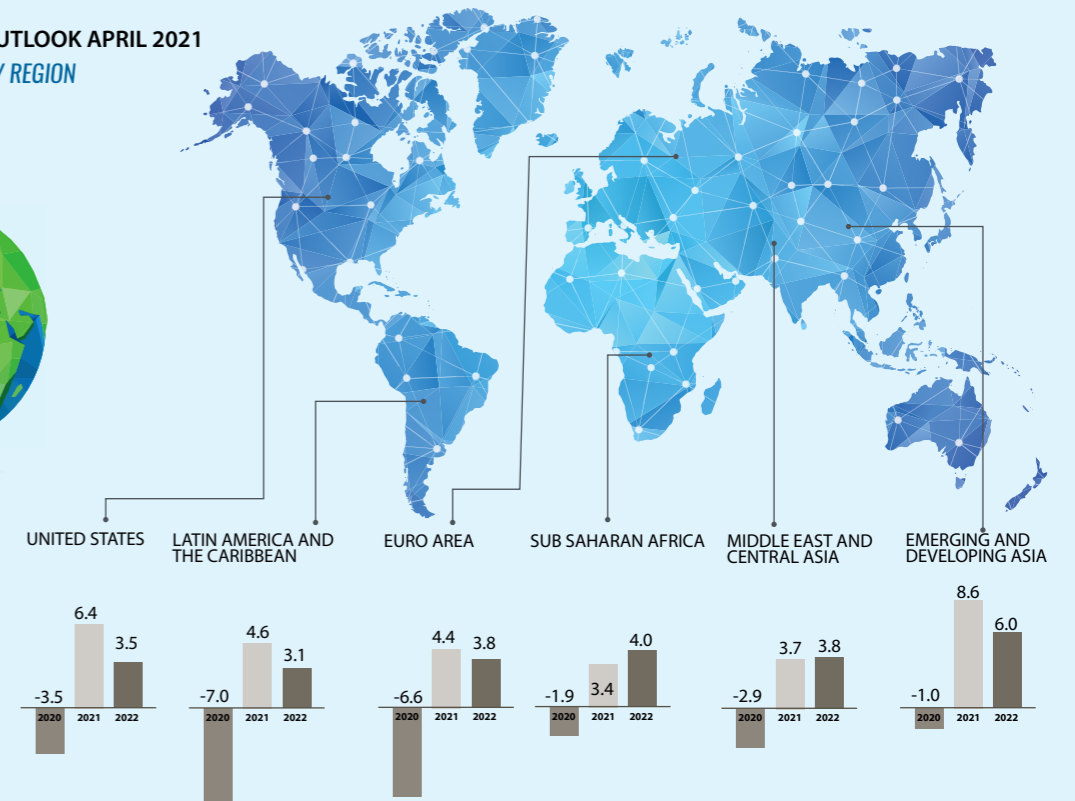 UTLOOK APRIL 2021
Y REGION
UNITED STATES
LATIN AMERICA AND
THE CARIBBEAN
EURO AREA
SUB SAHARAN AFRICA
MIDDLE EAST AND
CENTRAL ASIA
EMERGING AND
DEVELOPING ASIA
-3.5 6.4 3.5
2020 2021 2022
-7.0 4.6 3.1
2020 2021 2022
-6.6 4.4 3.8
2020 2021 2022
-1.9 3.4 4.0
2020 2021 2022
-2.9 3.7 3.8
2020 2021 2022
-1.0 8.6 6.0
2020 2021 2022